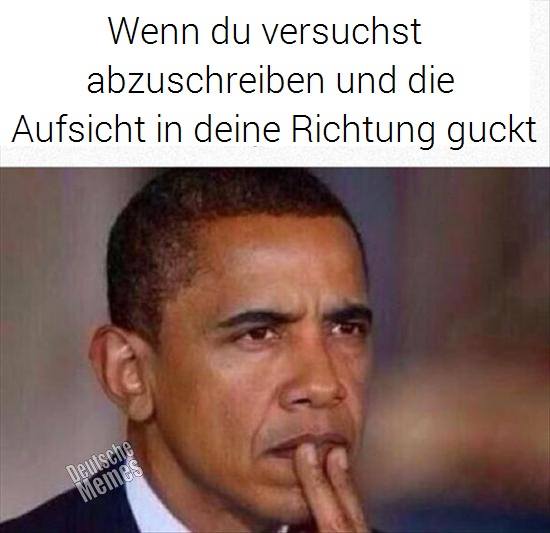 Wenn du versuchst
abzuschreiben und die
Aufsicht in deine Richtung guckt
Deutsche
Memes